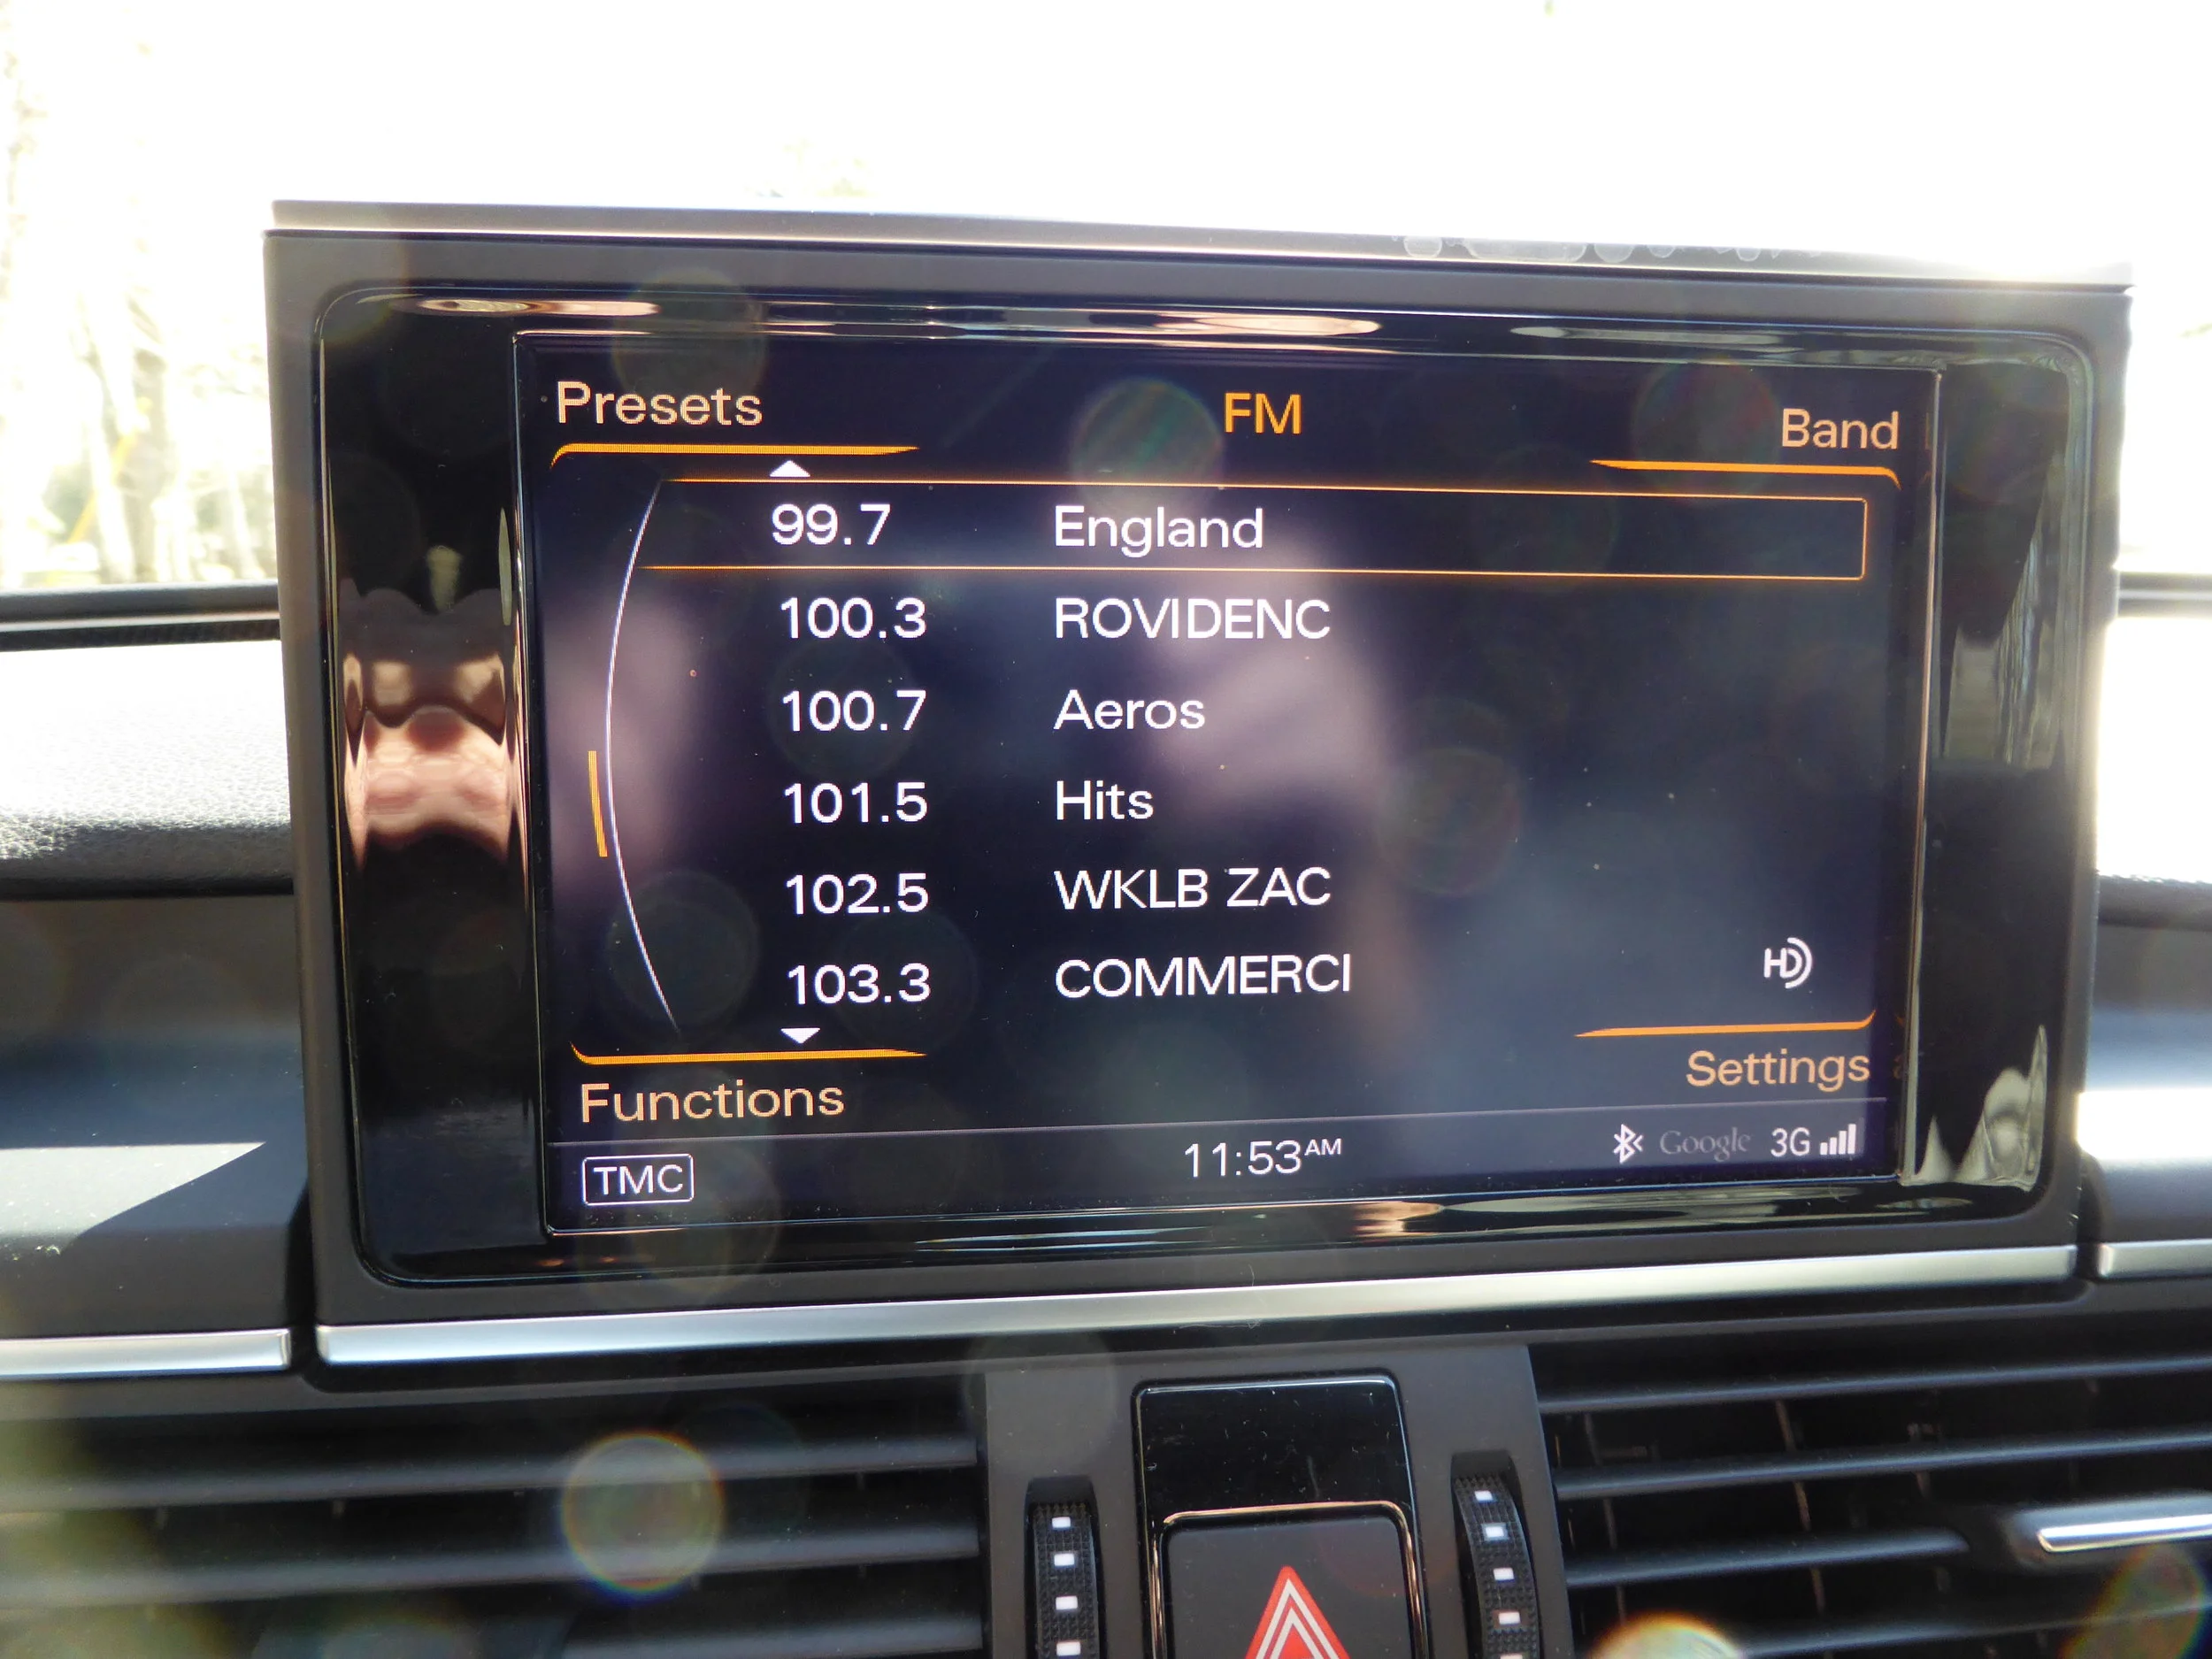 Presets FM Band
99.7 England
100.3 ROVIDENC
100.7 Aeros
101.5 Hits
102.5 WKLB ZAC
103.3 COMMERCI HD
Functions Settings
TMC 11:53AM Google 3G